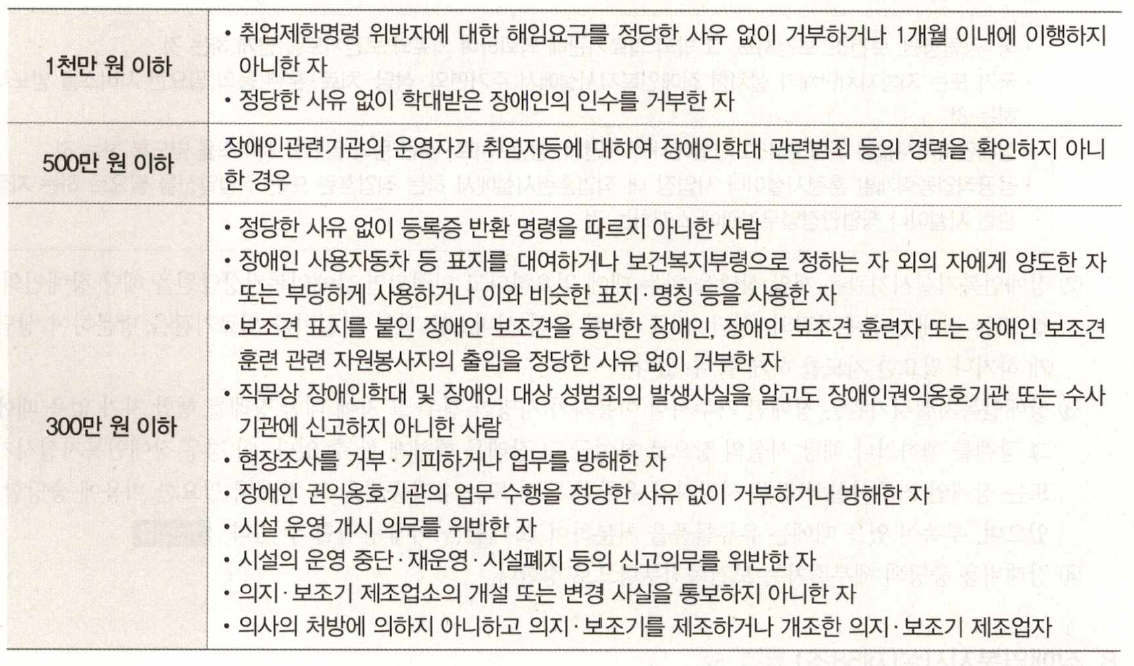 1천만 원 이하
• 취업제한명령 위반자에 대한 해임요구를 정당한 사유 없이 거부하거나 1개월 이내에 이행하지
아니한 자
• 정당한 사유 없이 학대받은 장애인의 인수를 거부한 자
500만 원 이하
장애인관련기관의 운영자가 취업자등에 대하여 장애인학대 관련범죄 등의 경력을 확인하지 아니
한 경우
300만 원 이하
• 정당한 사유 없이 등록증 반환 명령을 따르지 아니한 사람
• 장애인 사용자동차 등 표지를 대여하거나 보건복지부령으로 정하는 자 외의 자에게 양도한 자
또는 부당하게 사용하거나 이와 비슷한 표지·명칭 등을 사용한 자
• 보조견 표지를 붙인 장애인 보조견을 동반한 장애인, 장애인 보조견 훈련자 또는 장애인 보조견
훈련 관련 자원봉사자의 출입을 정당한 사유 없이 거부한 자
• 직무상 장애인학대 및 장애인 대상 성범죄의 발생사실을 알고도 장애인권익옹호기관 또는 수사
기관에 신고하지 아니한 사람
• 현장조사를 거부·기피하거나 업무를 방해한 자
• 장애인 권익옹호기관의 업무 수행을 정당한 사유 없이 거부하거나 방해한 자
• 시설 운영 개시 의무를 위반한 자
• 시설의 운영 중단·재운영·시설폐지 등의 신고의무를 위반한 자
• 의지·보조기 제조업소의 개설 또는 변경 사실을 통보하지 아니한 자
• 의사의 처방에 의하지 아니하고 의지·보조기를 제조하거나 개조한 의지·보조기 제조업자